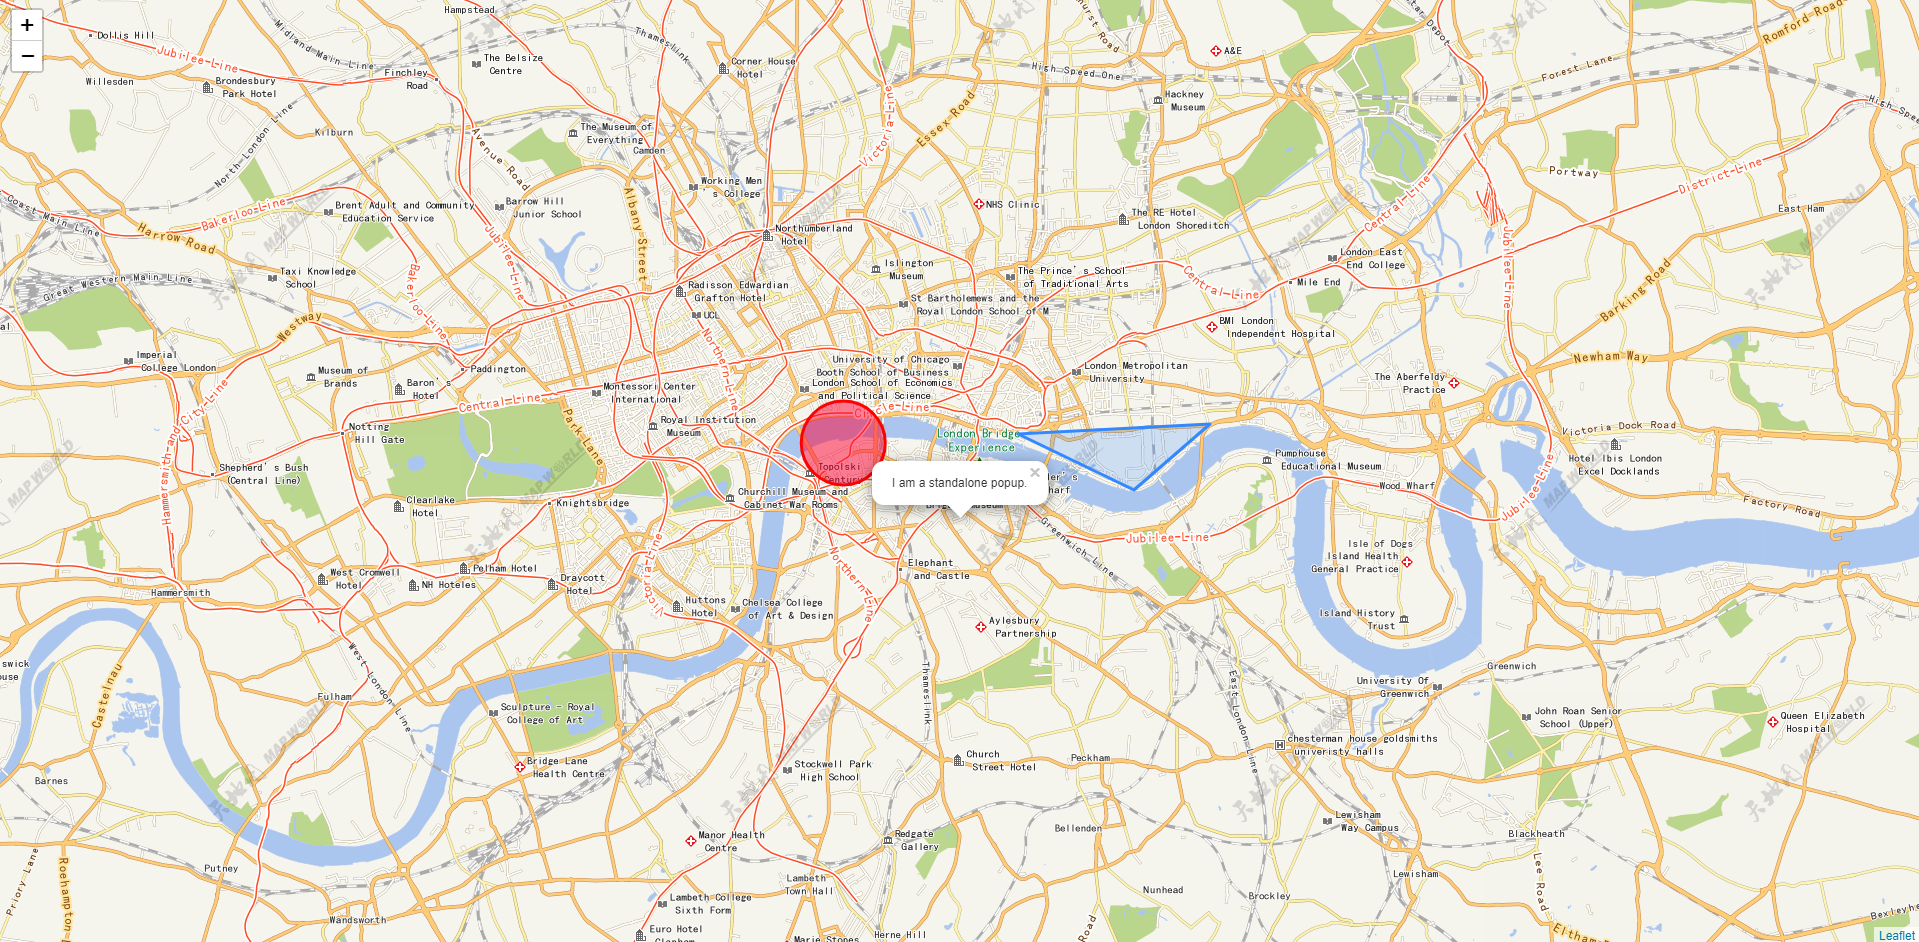 +
−
Hampstead
Dollis Hill
Jubilee-Line
Midland Main Line
Thameslink
The Belsize
Centre
Finchley
Road
Willesden
Brondesbury
Park Hotel
Corner House
Hotel
A&E
High Speed One
Hackney
Museum
Romford Road
Forest Lane
High Spe
North-London Line
Kilburn
Avenue Road
The Museum of
Everything
Camden
Victoria-Line
Essex Road
Working Men
's College
Portway
District-Line
Central-Line
East Ham
Coast Main Line
Bakerloo-Line
Harrow Road
Brent Adult and Community
Education Service
Barrow Hill
Junior School
Albany Street
NHS Clinic
The RE Hotel
London Shoreditch
Northumberland
Hotel
London East
End College
Jubilee-Line
Great Western Main Line
Taxi Knowledge
School
Bakerloo-Line
Jubilee-Line
Radisson Edwardian
Grafton Hotel
UCL
Islington
Museum
The Prince's School
of Traditional Arts
Central-Line
Mile End
St Bartholemews and the
Royal London School of M
BMI London
Independent Hospital
Barking Road
Newham Way
Westway
Imperial
College London
Museum of
Brands
Baron's
Hotel
Paddington
Northern-Line
Montessori Center
International
University of Chicago
Booth School of Business
London School of Economics
and Political Science
London Metropolitan
University
The Aberfeldy
Practice
Hammersmith-and City-Line
Central-Line
Park Lane
Royal Institution
Museum
Circle-Line
London Bridge
Experience
Notting
Hill Gate
Victoria Dock Road
Hotel Ibis London
Excel Docklands
Pumphouse
Educational Museum
Shepherd's Bush
(Central Line)
Topolski
Century
I am a standalone popup.
×
Wood Wharf
Clearlake
Hotel
Knightsbridge
Churchill Museum and
Cabinet War Rooms
Jubilee-Line
Factory Road
Greenwich-Line
Jubilee-Line
Isle of Dogs
Island Health
General Practice
Victoria-Line
Northern-Line
Elephant
and Castle
West Cromwell
Hotel
NH Hoteles
Pelham Hotel
Draycott
Hotel
Hammersmith
Huttons
Hotel
Chelsea College
of Art & Design
Aylesbury
Partnership
Island History
Trust
West London Line
Thameslink
East-London Line
Greenwich
University Of
Greenwich
Castelnau
Fulham
Sculpture - Royal
College of Art
John Roan Senior
School (Upper)
Queen Elizabeth
Hospital
chesterman house goldsmiths
univeristy halls
Bridge Lane
Health Centre
Stockwell Park
High School
Church
Street Hotel
Peckham
Barnes
Manor Health
Centre
Redgate
Gallery
Bellenden
Lewisham
Way Campus
Blackheath
Putney
Priory Lane
Roehampton
Lambeth
Town Hall
Lambeth College
Sixth Form
Nunhead
Brockley
Lewisham
Lee Road
Wandsworth
Euro Hotel
Clapham
Herne Hill
Marie Stopes
Leaflet